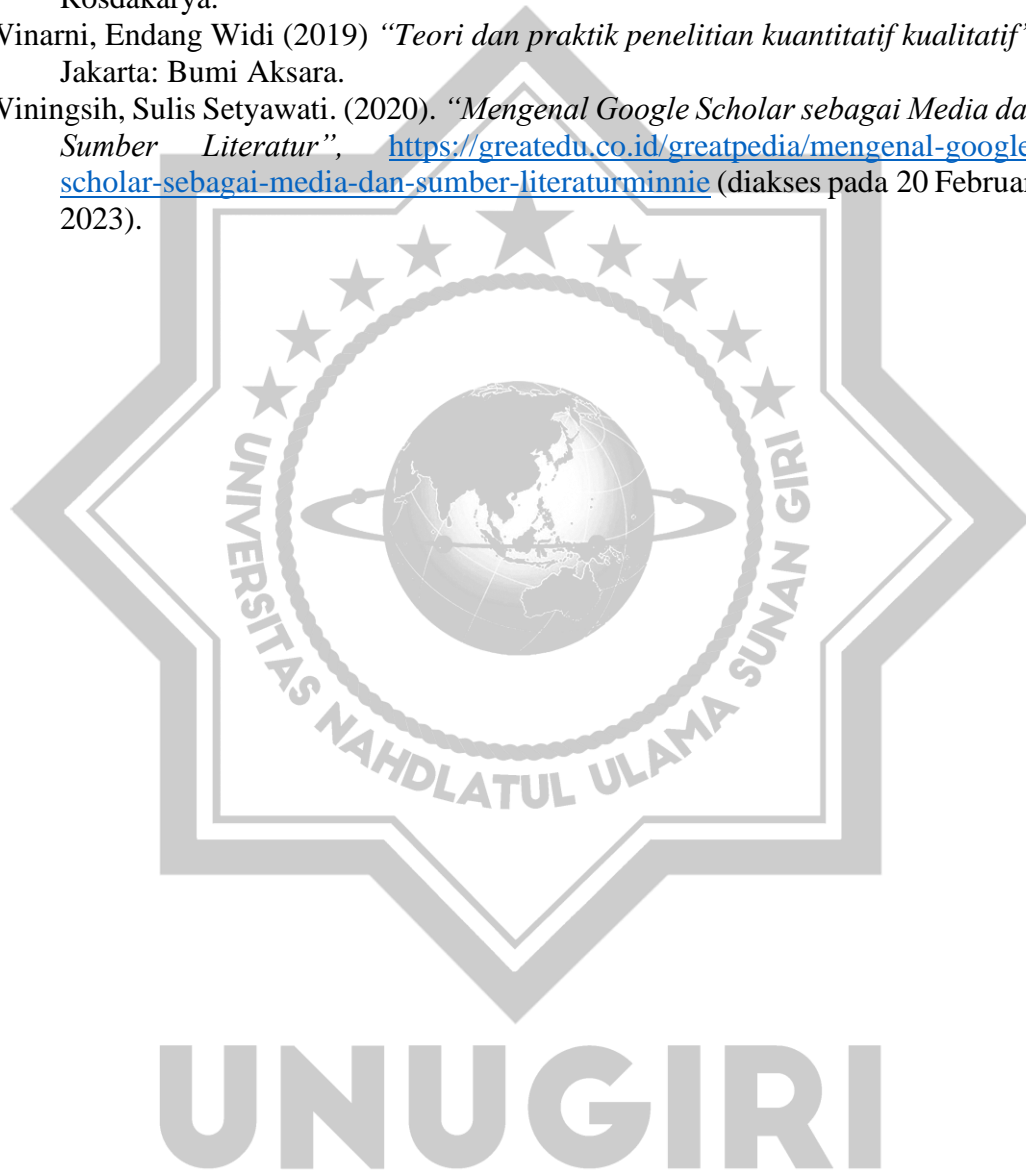 Rosdakarya.
Winarni, Endang Widi (2019) “Teori dan praktik penelitian kuantitatif kualitatif”
Jakarta: Bumi Aksara.
Winingsih, Sulis Setyawati. (2020). “Mengenal Google Scholar sebagai Media da
Sumber Literatur”, https://greatedu.co.id/greatpedia/mengenal-google
scholar-sebagai-media-dan-sumber-literaturminnie (diakses pada 20 Februar
2023).
UNIVERSITAS NAHDLATUL ULAMA SUNAN GIRI
UNUGIRI